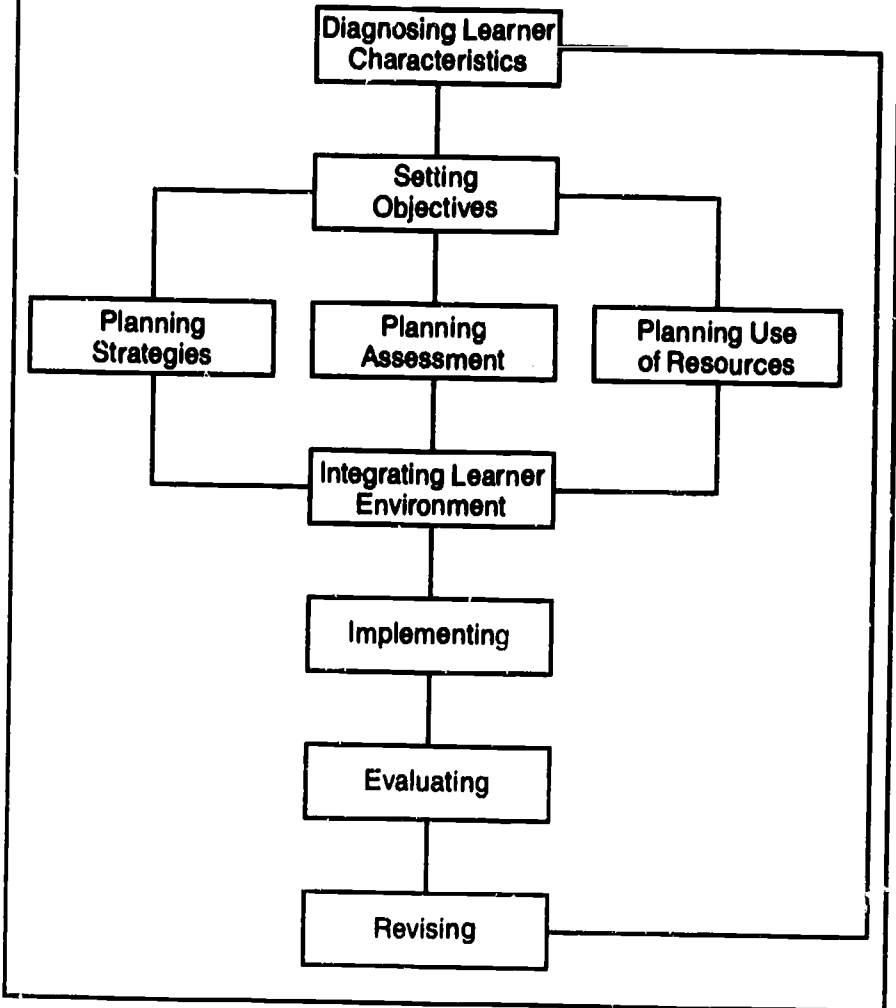 Diagnosing Learner
Characteristics
Setting
Objectives
Planning
Strategies
Planning
Assessment
Planning Use
of Resources
Integrating Learner
Environment
Implementing
Evaluating
Revising